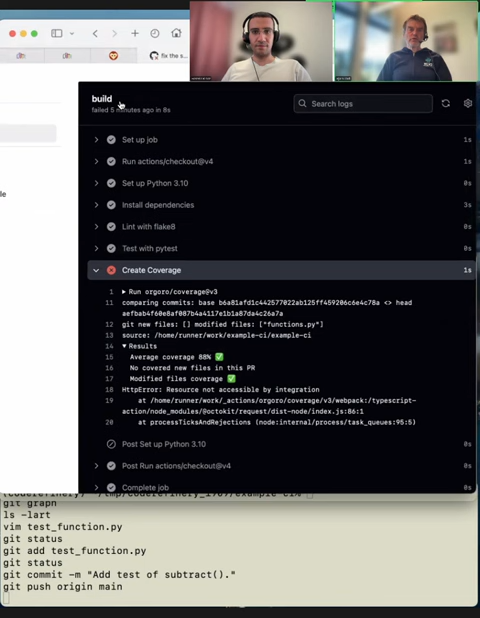 fix the s
build
failed 5 minutes ago in 8s
Search logs
Set up job 1s
Run actions/checkout@v4 1s
Set up Python 3.10 0s
Install dependencies 3s
Lint with flake8 0s
Test with pytest 0s
Create Coverage 1s
1 ▶ Run orgoro/coverage@v3
11 comparing commits: base b6a81afd1c442577022ab125ff459206c6e4c78a <> head
aefbab4f60e8af087b4a4117e1b1a87da4c26a7a
12 git new files: [] modified files: ["functions.py"]
13 source: /home/runner/work/example-ci/example-ci
14 ▼ Results
15 Average coverage 88% ✅
16 No covered new files in this PR
17 Modified files coverage ✅
18 HttpError: Resource not accessible by integration
19 at /home/runner/work/_actions/orgoro/coverage/v3/webpack:/typescript-
action/node_modules/@octokit/request/dist-node/index.js:86:1
20 at processTicksAndRejections (node:internal/process/task_queues:95:5)
Post Set up Python 3.10 0s
Post Run actions/checkout@v4 0s
Complete job 0s
le
git graph
ls -lart
vim test_function.py
git status
git add test_function.py
git status
git commit -m "Add test of subtract()."
git push origin main